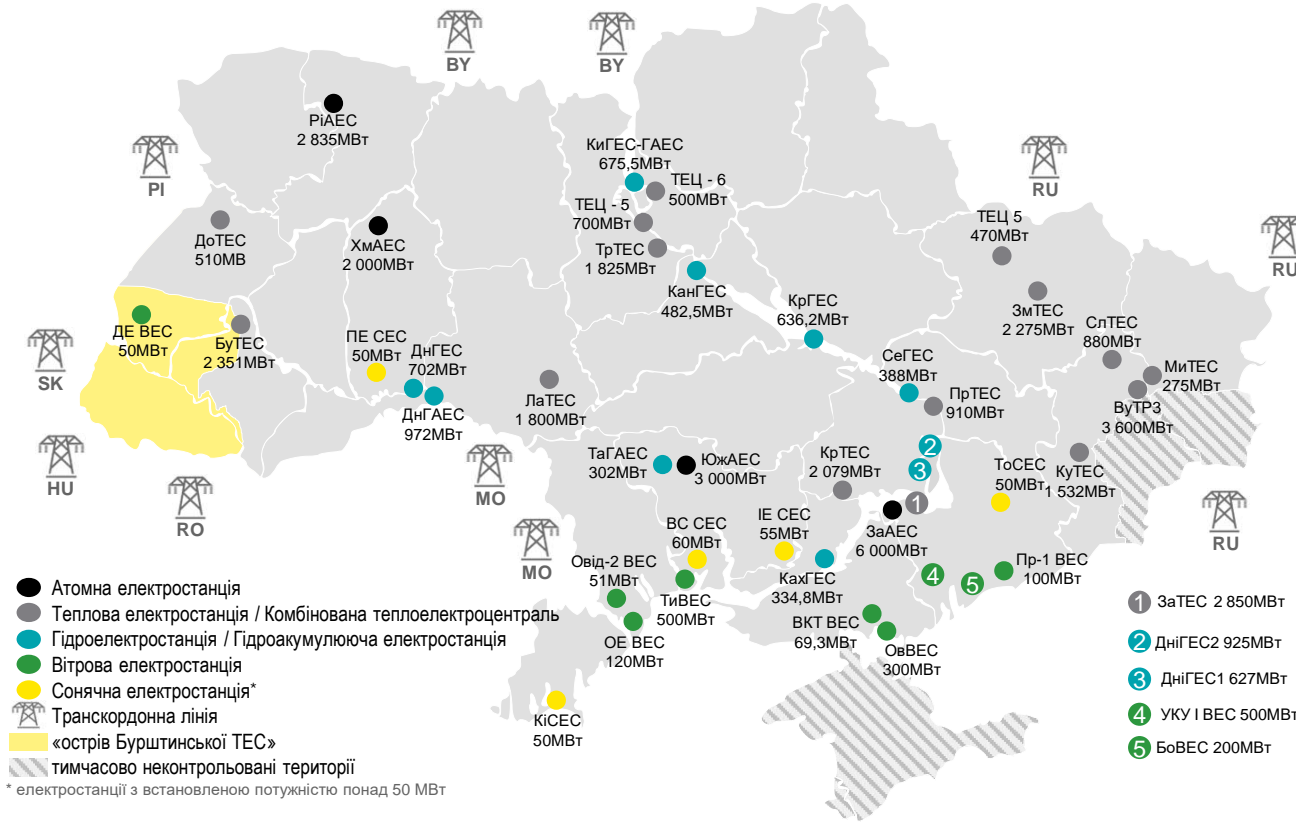 BY
BY
РіАЕС
2 835МВт
PI
КиГЕС-ГАЕС
675,5МВт
ТЕЦ - 6
500МВт
RU
ТЕЦ - 5
700МВт
ТЕЦ 5
470МВт
ДоТЕС
510МВ
ХмАЕС
2 000МВт
ТрТЕС
1 825МВт
RU
КанГЕС
482,5МВт
КрГЕС
636,2МВт
ЗмТЕС
2 275МВт
СлТЕС
880МВт
ДЕ ВЕС
50МВт
БуТЕС
2 351МВт
ПЕ СЕС
50МВт
ДнГЕС
702МВт
SK
СеГЕС
388МВт
МиТЕС
275МВт
ДнГАЕС
972МВт
ЛаТЕС
1 800МВт
ПрТЕС
910МВт
ВуТРЗ
3 600МВт
HU
RO
MO
ТаГАЕС
302МВт
ЮжАЕС
3 000МВт
КрТЕС
2 079МВт
2
3
ТоСЕС
50МВт
КуТЕС
1 532МВт
1
ЗаАЕС
6 000МВт
RU
MO
ВС СЕС
60МВт
ІЕ СЕС
55МВт
Овід-2 ВЕС
51МВт
КахГЕС
334,8МВт
Пр-1 ВЕС
100МВт
4
5
ТиВЕС
500МВт
ОЕ ВЕС
120МВт
ВКТ ВЕС
69,3МВт
ОвВЕС
300МВт
КіСЕС
50МВт
Атомна електростанція
Теплова електростанція / Комбінована теплоелектроцентраль
Гідроелектростанція / Гідроакумулююча електростанція
Вітрова електростанція
Сонячна електростанція*
Транскордонна лінія
«острів Бурштинської ТЕС»
тимчасово неконтрольовані території
* електростанції з встановленою потужністю понад 50 МВт
1 ЗаТЕС 2 850МВт
2 ДніГЕС2 925МВт
3 ДніГЕС1 627МВт
4 УКУ І ВЕС 500МВт
5 БоВЕС 200МВт